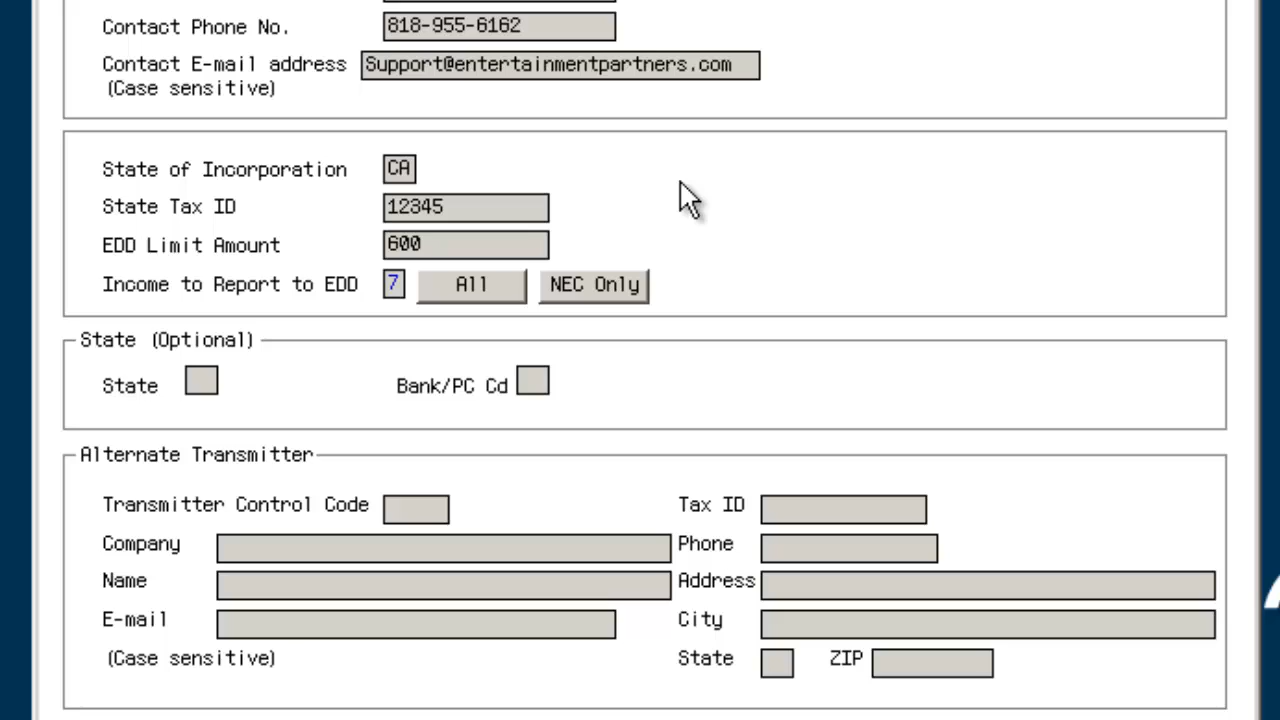 Contact Phone No. 818-955-6162
Contact E-mail address Support@entertainmentpartners.com
(Case sensitive)
State of Incorporation CA
State Tax ID 12345
EDD Limit Amount 600
Income to Report to EDD 7 All NEC Only
State (Optional)
State Bank/PC Cd
Alternate Transmitter
Transmitter Control Code Tax ID
Company Phone
Name Address
E-mail City
(Case sensitive) State ZIP